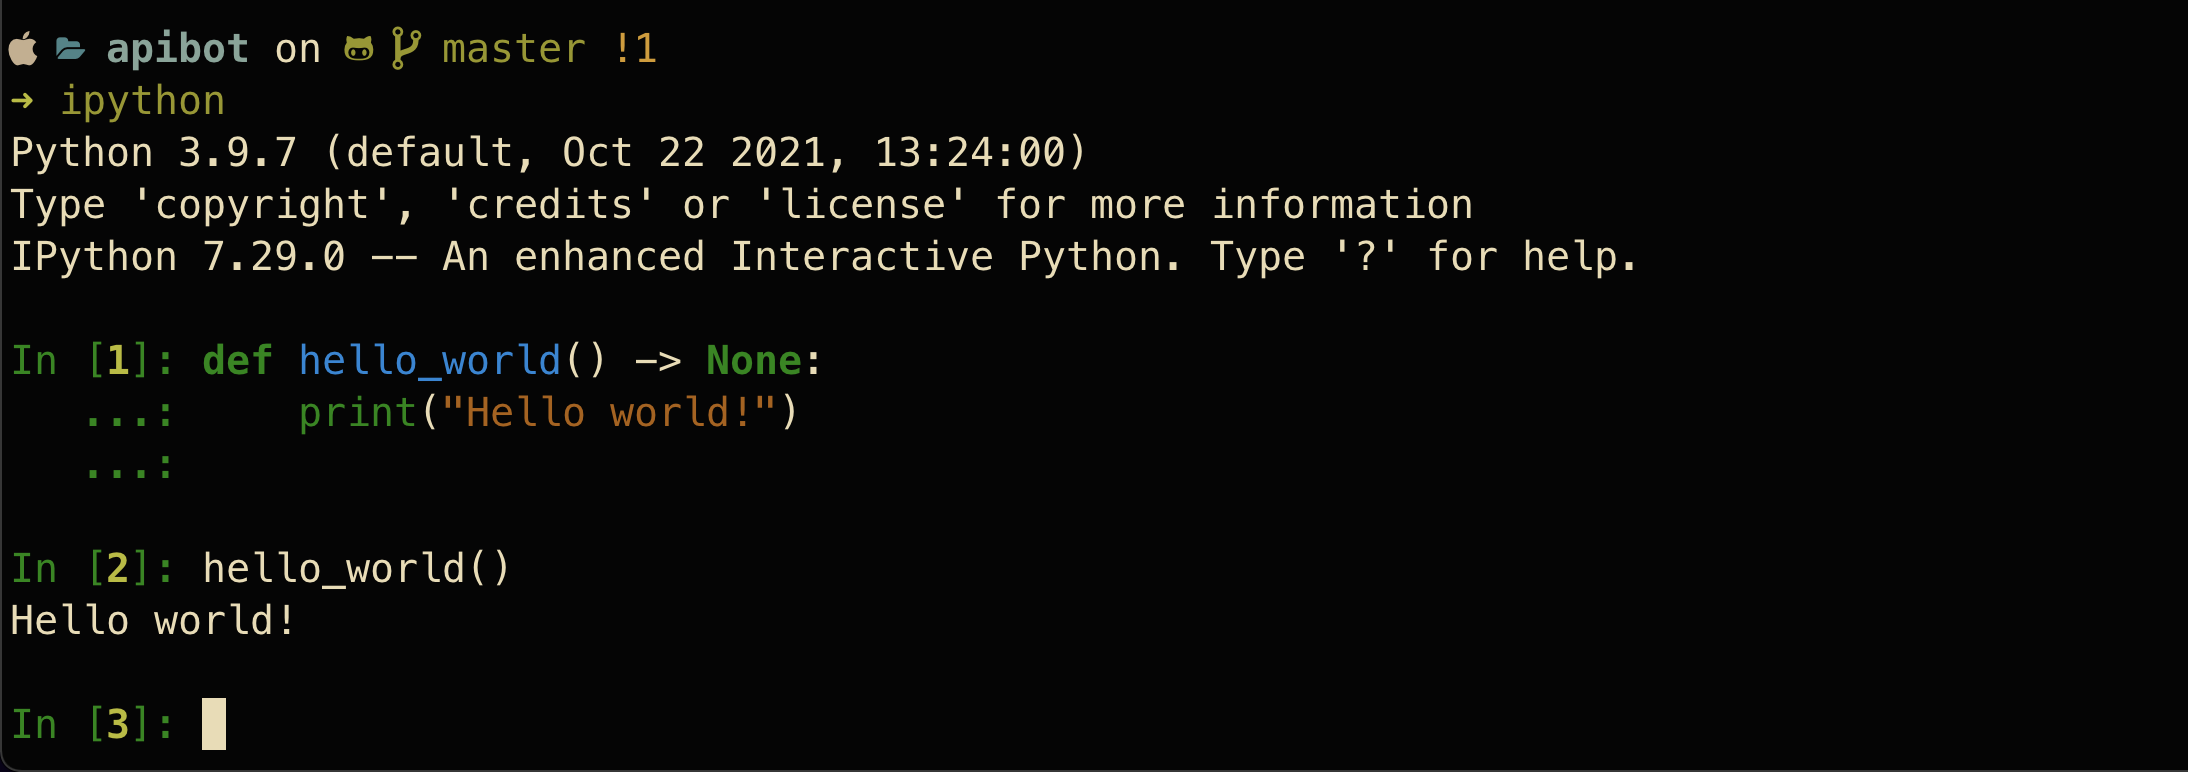 apibot on master !1
➜ ipython
Python 3.9.7 (default, Oct 22 2021, 13:24:00)
Type 'copyright', 'credits' or 'license' for more information
IPython 7.29.0 -- An enhanced Interactive Python. Type '?' for help.
In [1]: def hello_world() -> None:
   ...:     print("Hello world!")
   ...:
In [2]: hello_world()
Hello world!
In [3]: